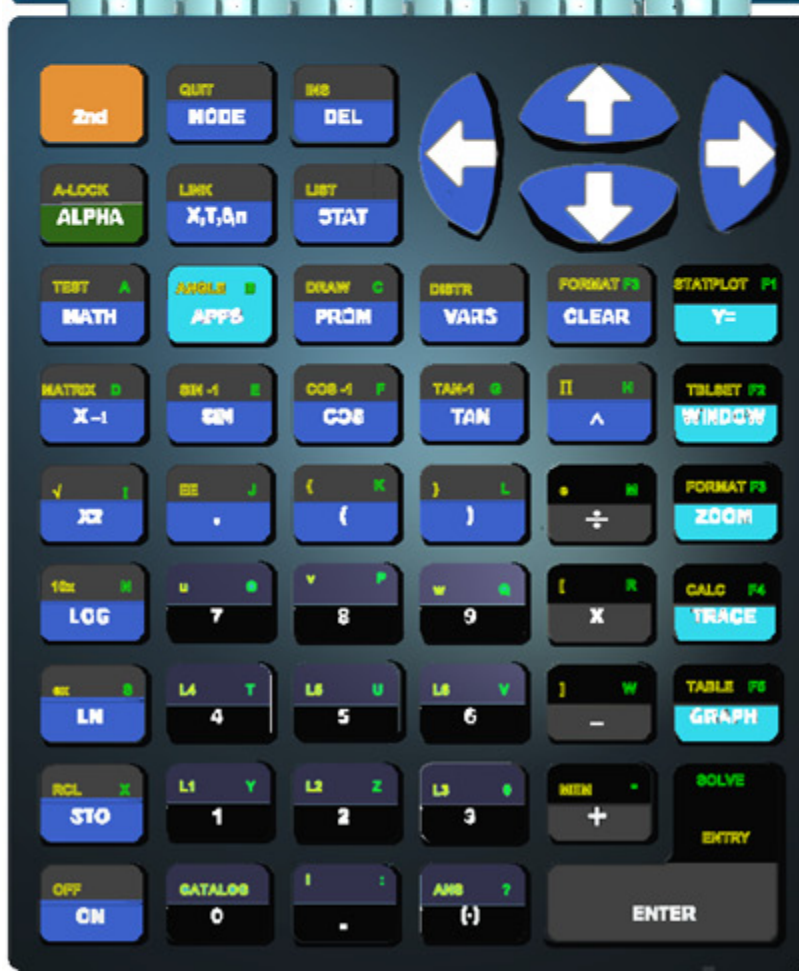 QUIT INS
2nd MODE DEL
A-LOCK LINK LIST
ALPHA X,T,θ,n STAT
TEST A ANGLE B DRAW C DISTR FORMAT F3 STATPLOT F1
MATH APPS PRGM VARS CLEAR Y=
MATRIX D SIN -1 E COS -1 F TAN-1 G Π H TBLSET F2
X -1 SIN COS TAN ^ WINDOW
√ I EE J { K } L e M FORMAT F3
X2 , ( ) ÷ ZOOM
10x N u O v P w Q [ R CALC F4
LOG 7 8 9 X TRACE
ex S L4 T L5 U L6 V ] W TABLE F5
LN 4 5 6 – GRAPH
RCL X L1 Y L2 Z L3 θ MEM " SOLVE
STO 1 2 3 + ENTRY
OFF CATALOG I : ANS ?
ON 0 . (-) ENTER